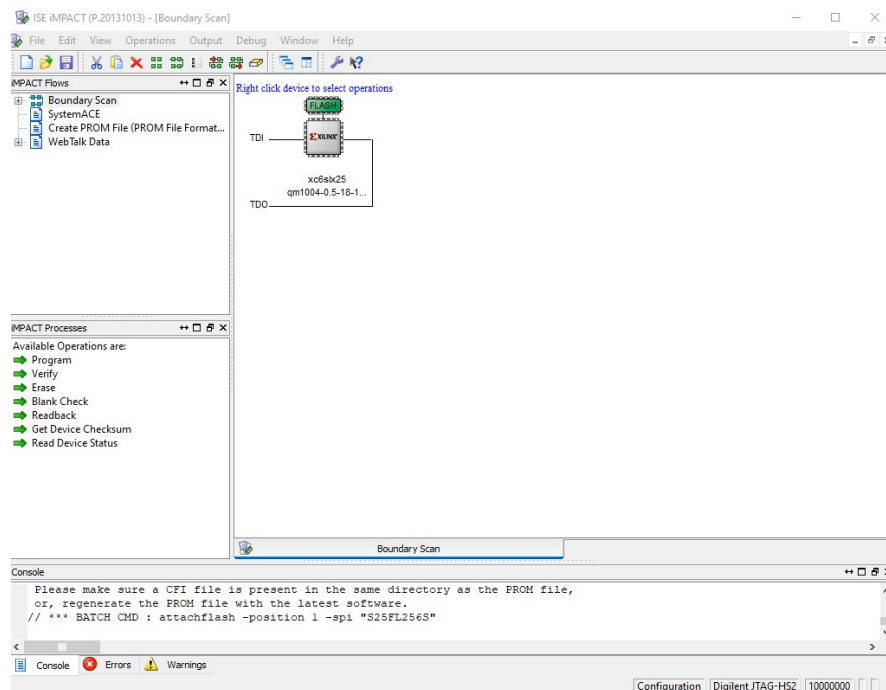 ISE iMPACT (P.20131013) - [Boundary Scan]
File Edit View Operations Output Debug Window Help
iMPACT Flows
Boundary Scan
SystemACE
Create PROM File (PROM File Format...
WebTalk Data
Right click device to select operations
FLASH
TDI
XILINX
xc6slx25
qm1004-0.5-18-1...
TDO
iMPACT Processes
Available Operations are:
Program
Verify
Erase
Blank Check
Readback
Get Device Checksum
Read Device Status
Boundary Scan
Console
Please make sure a CFI file is present in the same directory as the PROM file,
or, regenerate the PROM file with the latest software.
// *** BATCH CMD : attachflash -position 1 -spi "S25FL256S"
Console Errors Warnings
Configuration Digilent JTAG-HS2 10000000